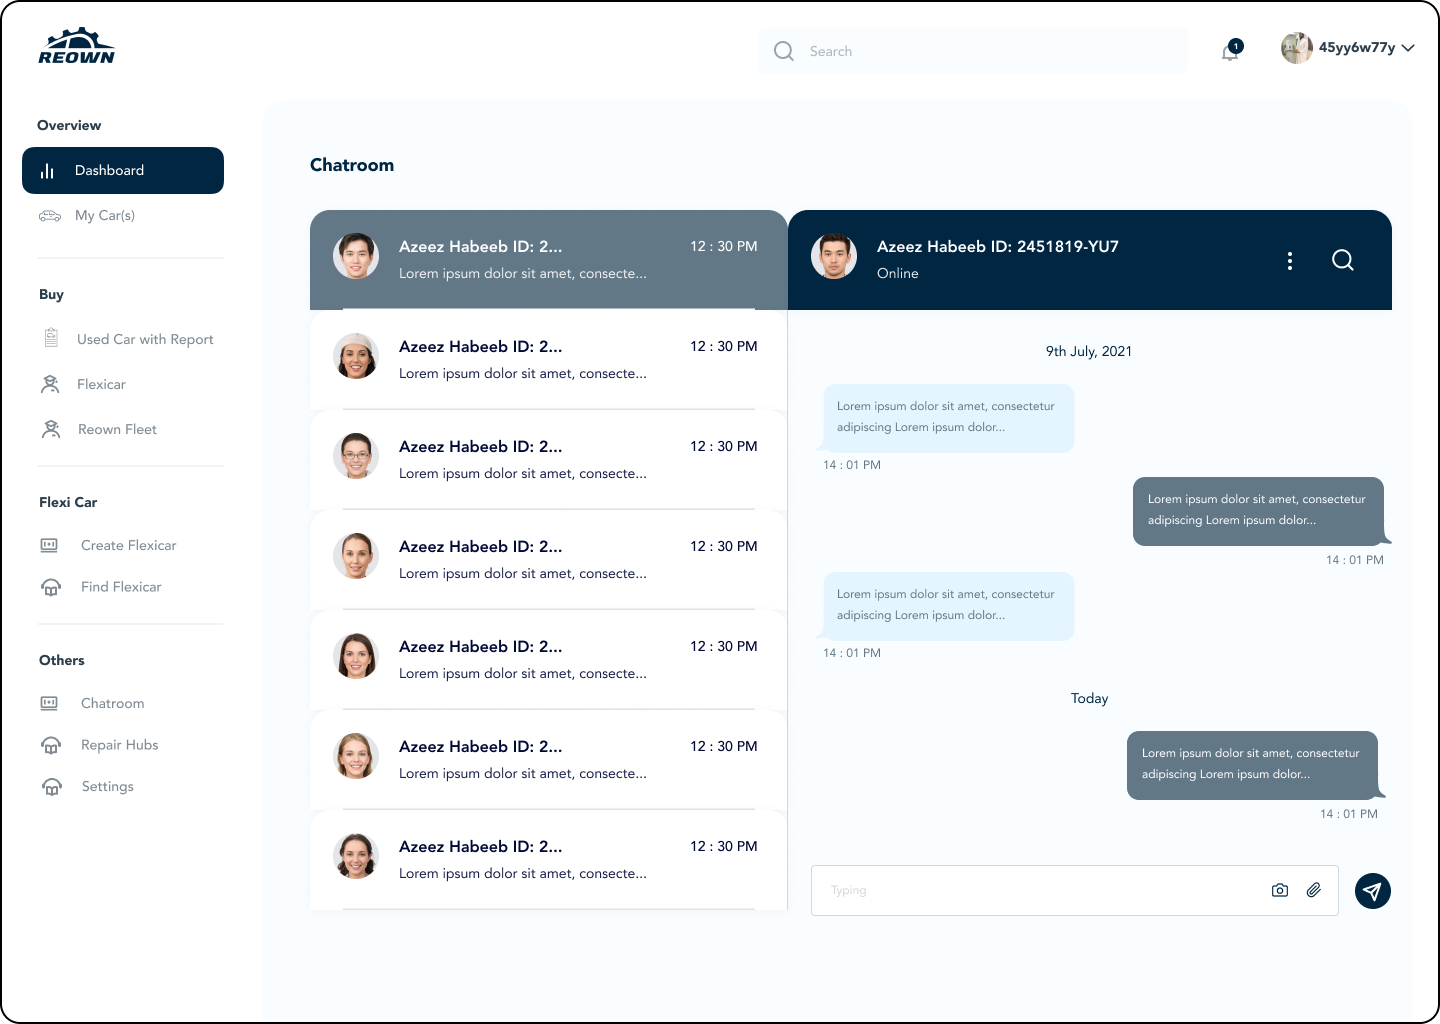 REOWN
Search
1
45yy6w77y
Overview
Dashboard
My Car(s)
Buy
Used Car with Report
Flexicar
Reown Fleet
Flexi Car
Create Flexicar
Find Flexicar
Others
Chatroom
Repair Hubs
Settings
Chatroom
Azeez Habeeb ID: 2... 12 : 30 PM
Lorem ipsum dolor sit amet, consecte...
Azeez Habeeb ID: 2... 12 : 30 PM
Lorem ipsum dolor sit amet, consecte...
Azeez Habeeb ID: 2... 12 : 30 PM
Lorem ipsum dolor sit amet, consecte...
Azeez Habeeb ID: 2... 12 : 30 PM
Lorem ipsum dolor sit amet, consecte...
Azeez Habeeb ID: 2... 12 : 30 PM
Lorem ipsum dolor sit amet, consecte...
Azeez Habeeb ID: 2... 12 : 30 PM
Lorem ipsum dolor sit amet, consecte...
Azeez Habeeb ID: 2... 12 : 30 PM
Lorem ipsum dolor sit amet, consecte...
Azeez Habeeb ID: 2451819-YU7
Online
9th July, 2021
Lorem ipsum dolor sit amet, consectetur
adipiscing Lorem ipsum dolor...
14 : 01 PM
Lorem ipsum dolor sit amet, consectetur
adipiscing Lorem ipsum dolor...
14 : 01 PM
Lorem ipsum dolor sit amet, consectetur
adipiscing Lorem ipsum dolor...
14 : 01 PM
Today
Lorem ipsum dolor sit amet, consectetur
adipiscing Lorem ipsum dolor...
14 : 01 PM
Typing